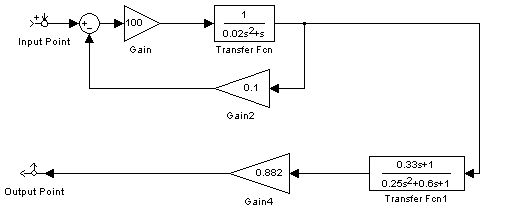 +
−
100
1
0.02s²+s
Input Point
Gain
Transfer Fcn
0.1
Gain2
0.882
0.33s+1
0.25s²+0.6s+1
Output Point
Gain4
Transfer Fcn1